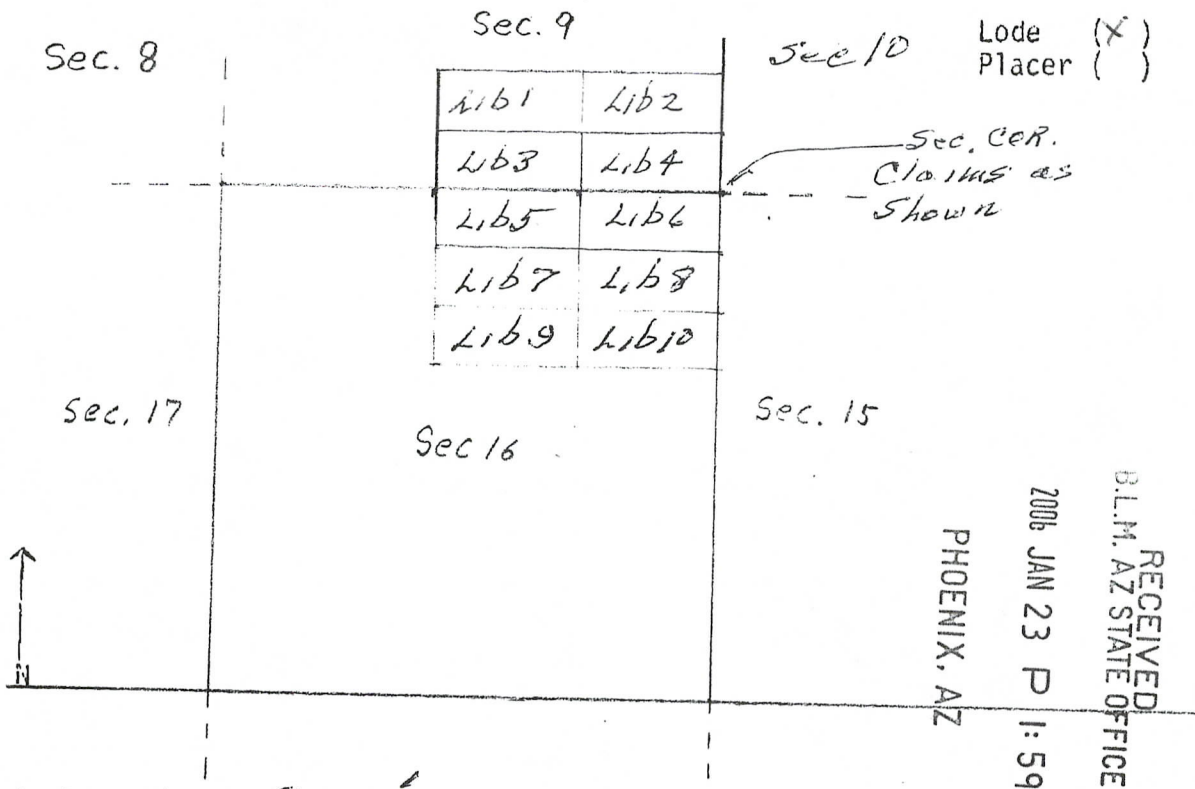 Sec. 9
Sec. 8
Sec 10
Lode (X)
Placer ( )
Lib1 Lib2
Lib3 Lib4
Sec. COR.
Claims as
Shown
Lib5 Lib6
Lib7 Lib8
Lib9 Lib10
Sec. 17
Sec 16
Sec. 15
N
RECEIVED
B.L.M. AZ STATE OFFICE
2006 JAN 23 P 1:59
PHOENIX, AZ